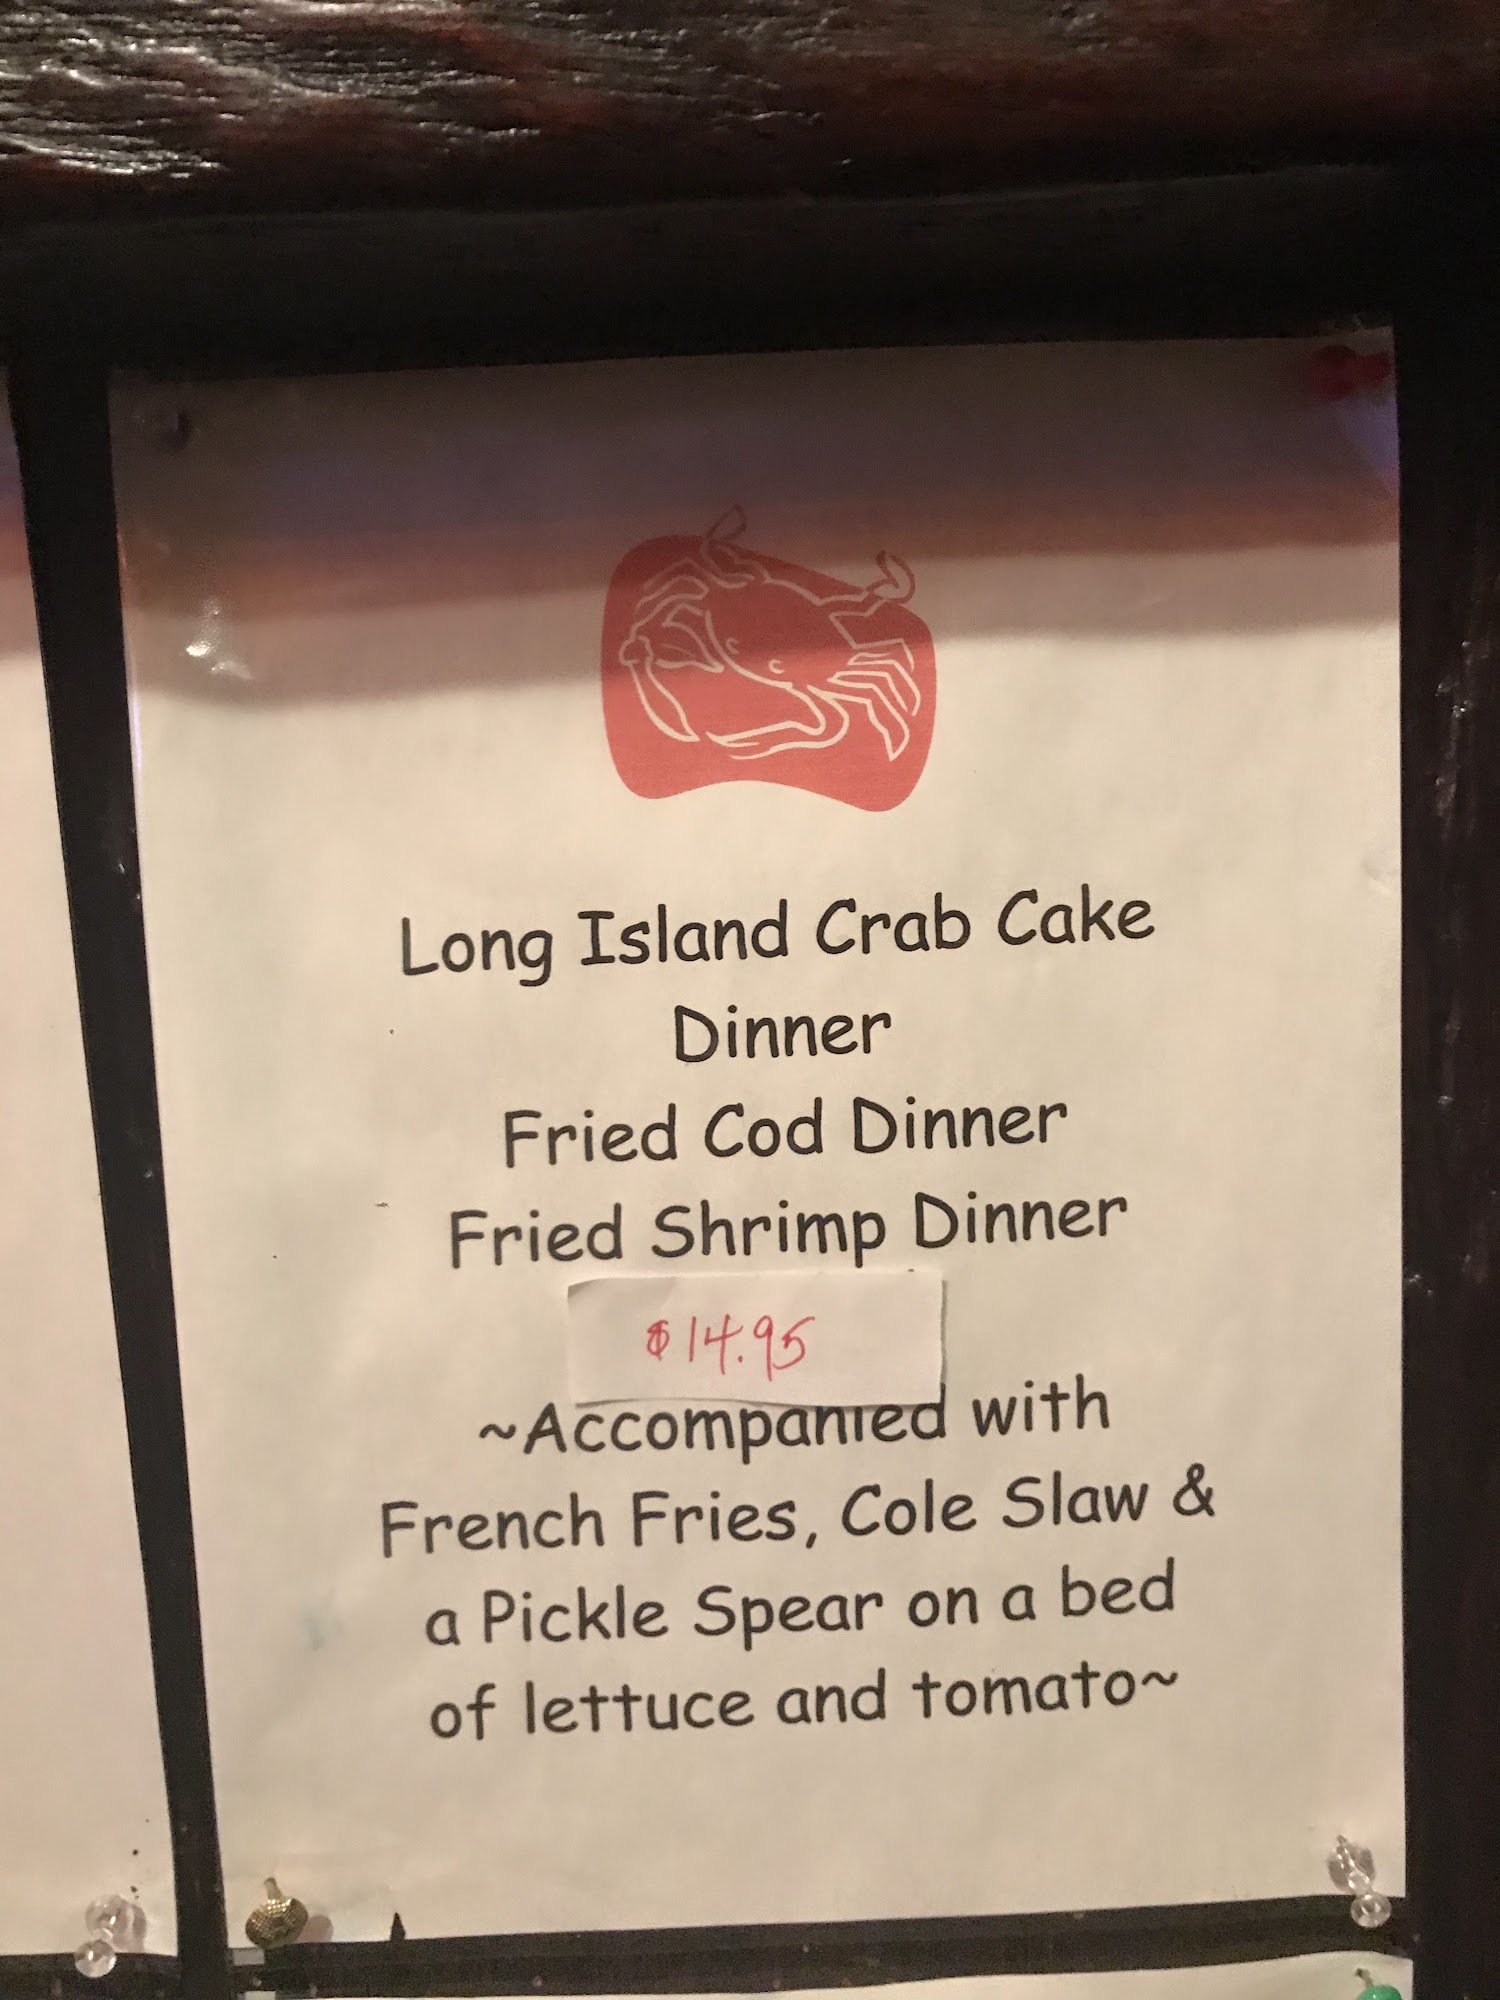 Long Island Crab Cake
Dinner
Fried Cod Dinner
Fried Shrimp Dinner
$14.95
~Accompanied with
French Fries, Cole Slaw &
a Pickle Spear on a bed
of lettuce and tomato~